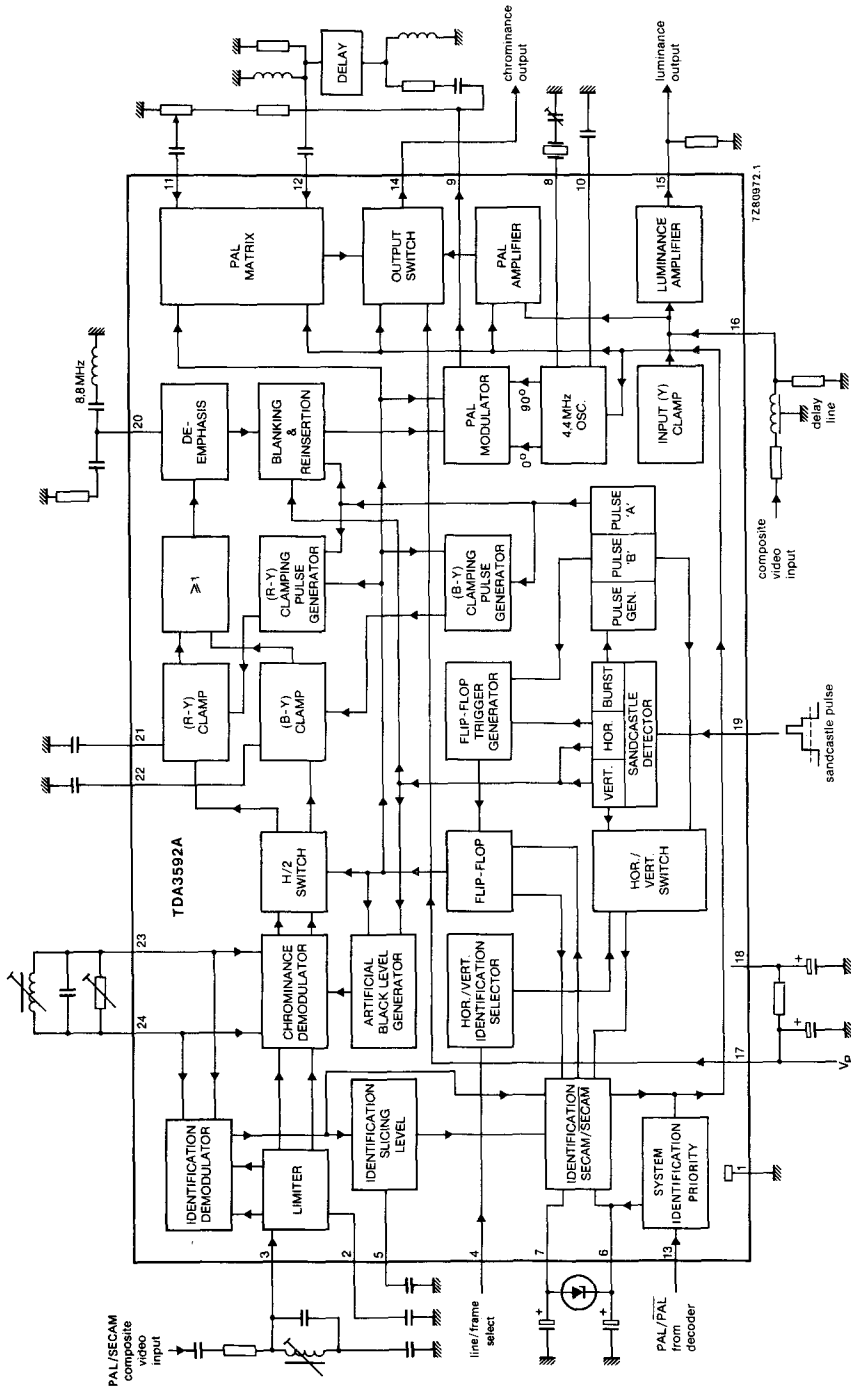 PAL/SECAM
composite
video
input
line/frame
select
PAL/P̅A̅L̅
from
decoder
3
2
5
4
7
6
13
1
24
23
22
21
20
8,8 MHz
11
12
14
9
8
10
15
16
17
18
19
TDA3592A
IDENTIFICATION
DEMODULATOR
LIMITER
IDENTIFICATION
SLICING
LEVEL
IDENTIFICATION
SECAM/S̅E̅C̅A̅M̅
SYSTEM
IDENTIFICATION
PRIORITY
CHROMINANCE
DEMODULATOR
ARTIFICIAL
BLACK LEVEL
GENERATOR
HOR./VERT.
IDENTIFICATION
SELECTOR
H/2
SWITCH
FLIP-FLOP
HOR./
VERT.
SWITCH
(R-Y)
CLAMP
(B-Y)
CLAMP
FLIP-FLOP
TRIGGER
GENERATOR
VERT.
HOR.
BURST
SANDCASTLE
DETECTOR
≥1
(R-Y)
CLAMPING
PULSE
GENERATOR
(B-Y)
CLAMPING
PULSE
GENERATOR
PULSE
GEN.
PULSE
'B'
PULSE
'A'
DE-
EMPHASIS
BLANKING
&
REINSERTION
PAL
MODULATOR
0°
90°
4,4 MHz
OSC.
INPUT (Y)
CLAMP
PAL
MATRIX
OUTPUT
SWITCH
PAL
AMPLIFIER
LUMINANCE
AMPLIFIER
DELAY
chrominance
output
luminance
output
VP
sandcastle pulse
composite
video
input
delay
line
7Z80972.1